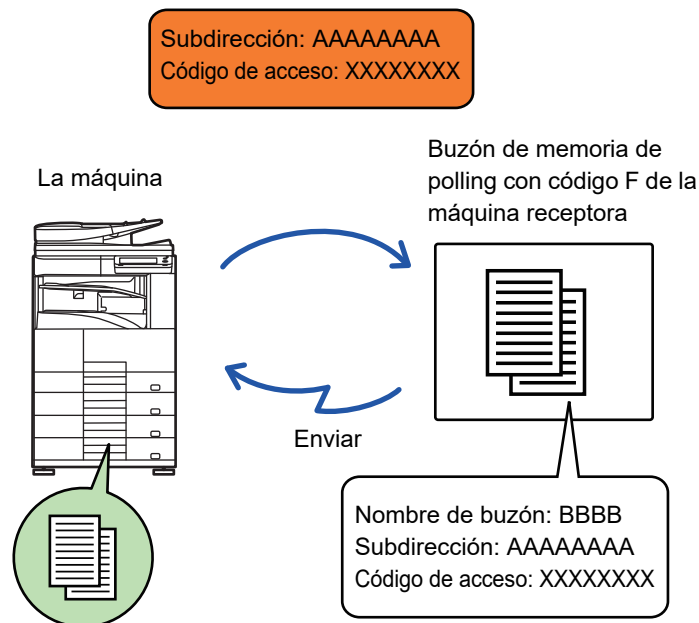 Subdirección: AAAAAAAA
Código de acceso: XXXXXXXX
La máquina
Buzón de memoria de
polling con código F de la
máquina receptora
Enviar
Nombre de buzón: BBBB
Subdirección: AAAAAAAA
Código de acceso: XXXXXXXX